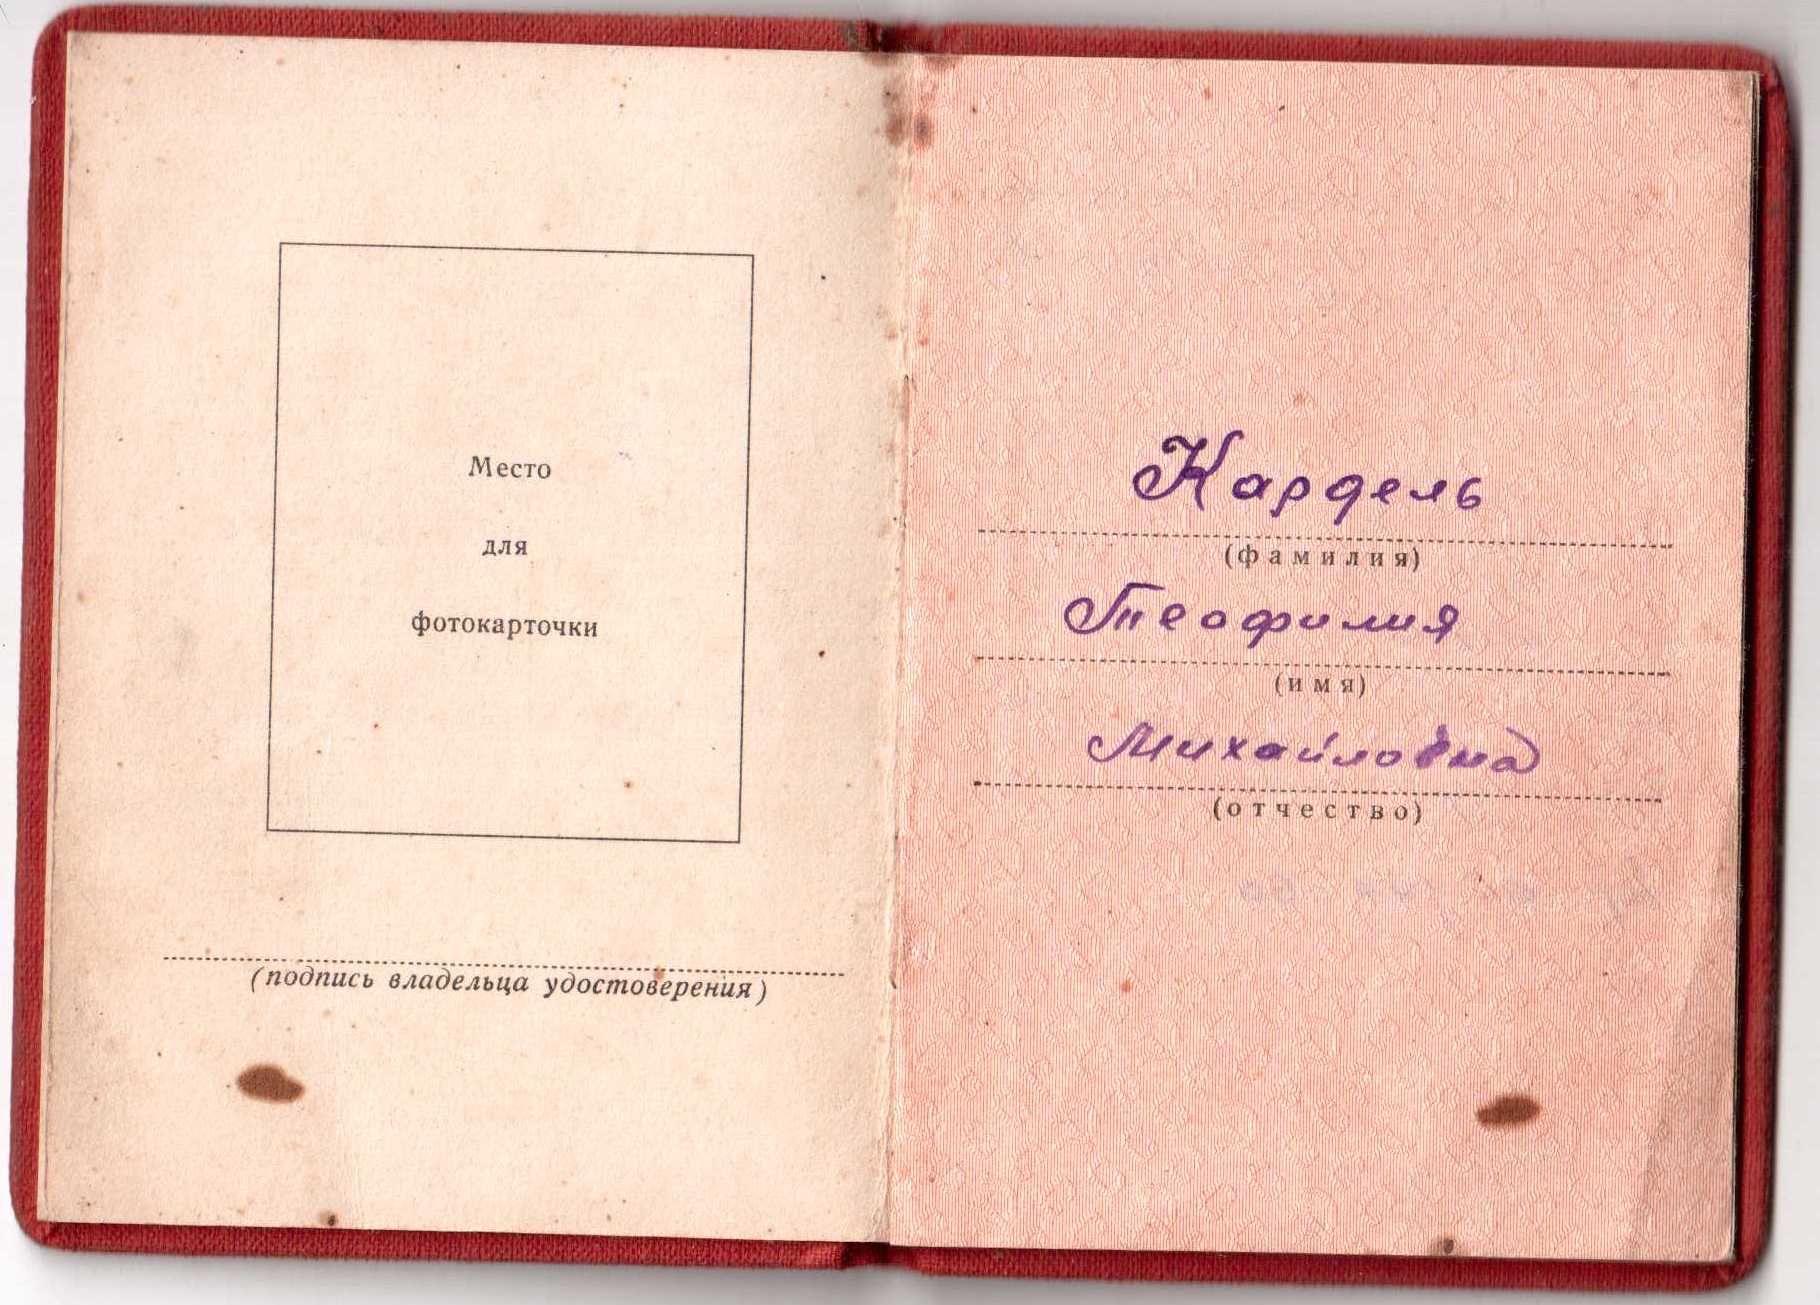 Место
для
фотокарточки
(подпись владельца удостоверения)
Кардель
(фамилия)
Теофилия
(имя)
Михайловна
(отчество)